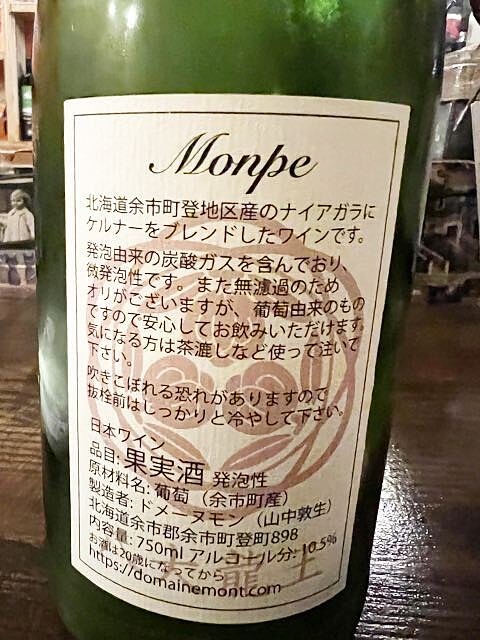 Monpe
北海道余市町登地区産のナイアガラに
ケルナーをブレンドしたワインです。
発泡由来の炭酸ガスを含んでおり、
微発泡性です。また無濾過のため
オリがございますが、葡萄由来のもの
ですので安心してお飲みいただけます。
気になる方は茶漉しなど使って注いで
下さい。
吹きこぼれる恐れがありますので
抜栓前はしっかりと冷やして下さい。
日本ワイン
品目: 果実酒 発泡性
原材料名: 葡萄（余市町産）
製造者: ドメーヌモン（山中敦生）
北海道余市郡余市町登町898
内容量: 750ml アルコール分: 10.5%
お酒は20歳になってから
https://domainemont.com